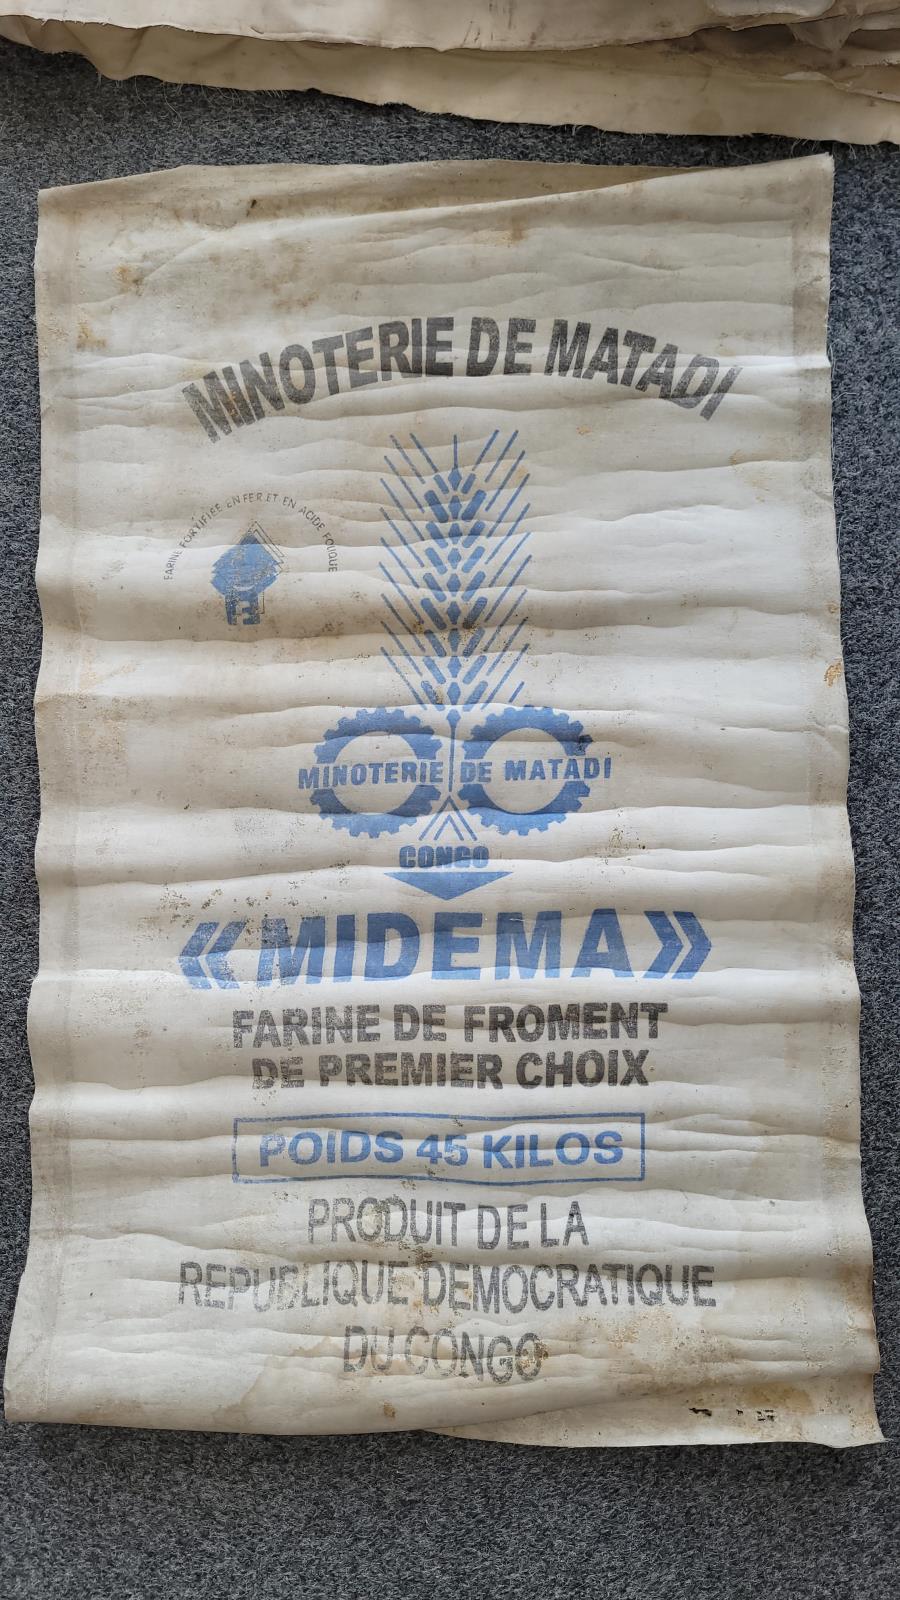 MINOTERIE DE MATADI
FARINE FORTIFIEE EN FER ET EN ACIDE FOLIQUE
MINOTERIE DE MATADI
CONGO
«MIDEMA»
FARINE DE FROMENT
DE PREMIER CHOIX
POIDS 45 KILOS
PRODUIT DE LA
REPUBLIQUE DEMOCRATIQUE
DU CONGO